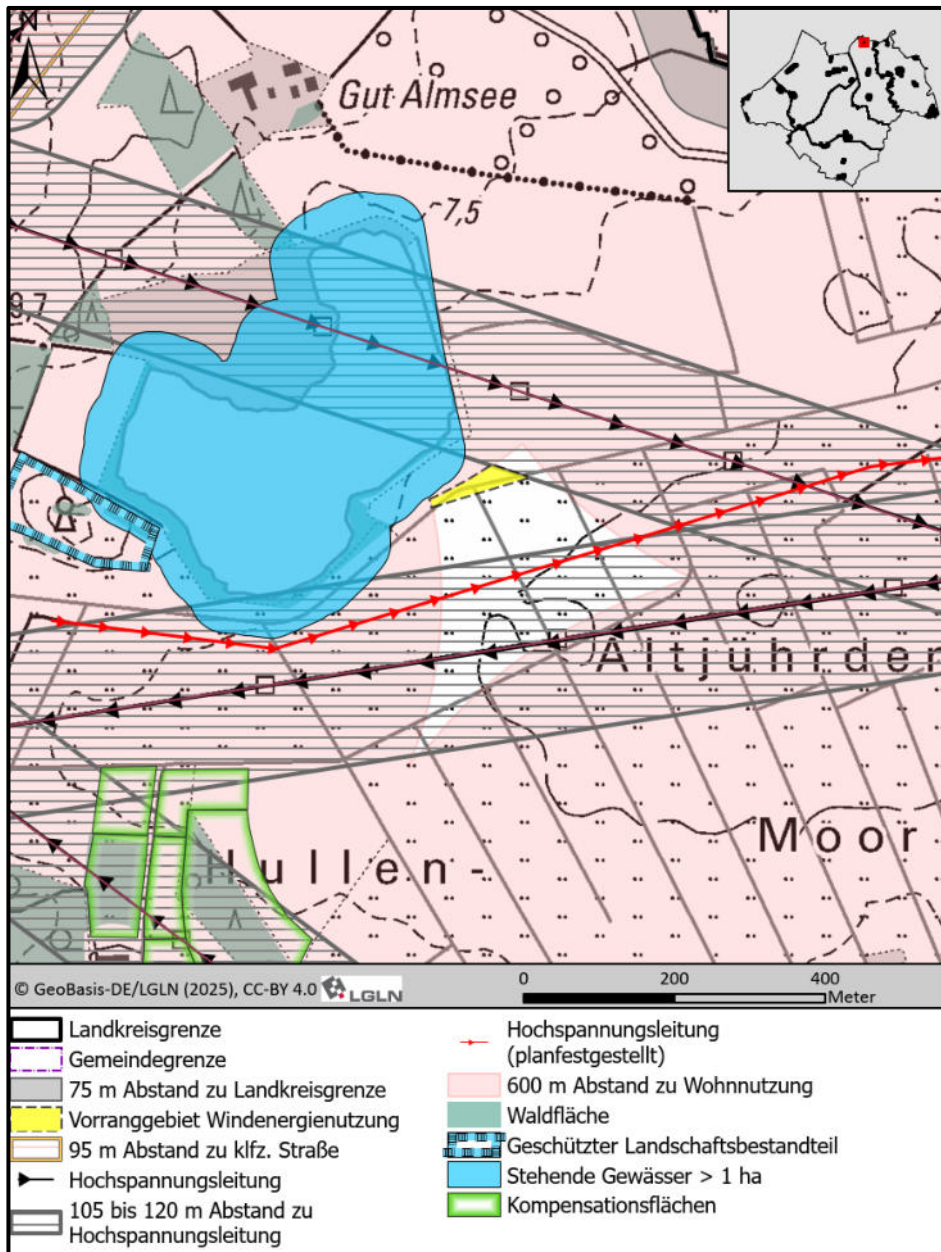 Gut Almsee
7,5
9,7
Altjührden
Moor
Hullen-
© GeoBasis-DE/LGLN (2025), CC-BY 4.0 LGLN
0 200 400
Meter
Landkreisgrenze
Gemeindegrenze
75 m Abstand zu Landkreisgrenze
Vorranggebiet Windenergienutzung
95 m Abstand zu klfz. Straße
Hochspannungsleitung
105 bis 120 m Abstand zu
Hochspannungsleitung
Hochspannungsleitung
(planfestgestellt)
600 m Abstand zu Wohnnutzung
Waldfläche
Geschützter Landschaftsbestandteil
Stehende Gewässer > 1 ha
Kompensationsflächen